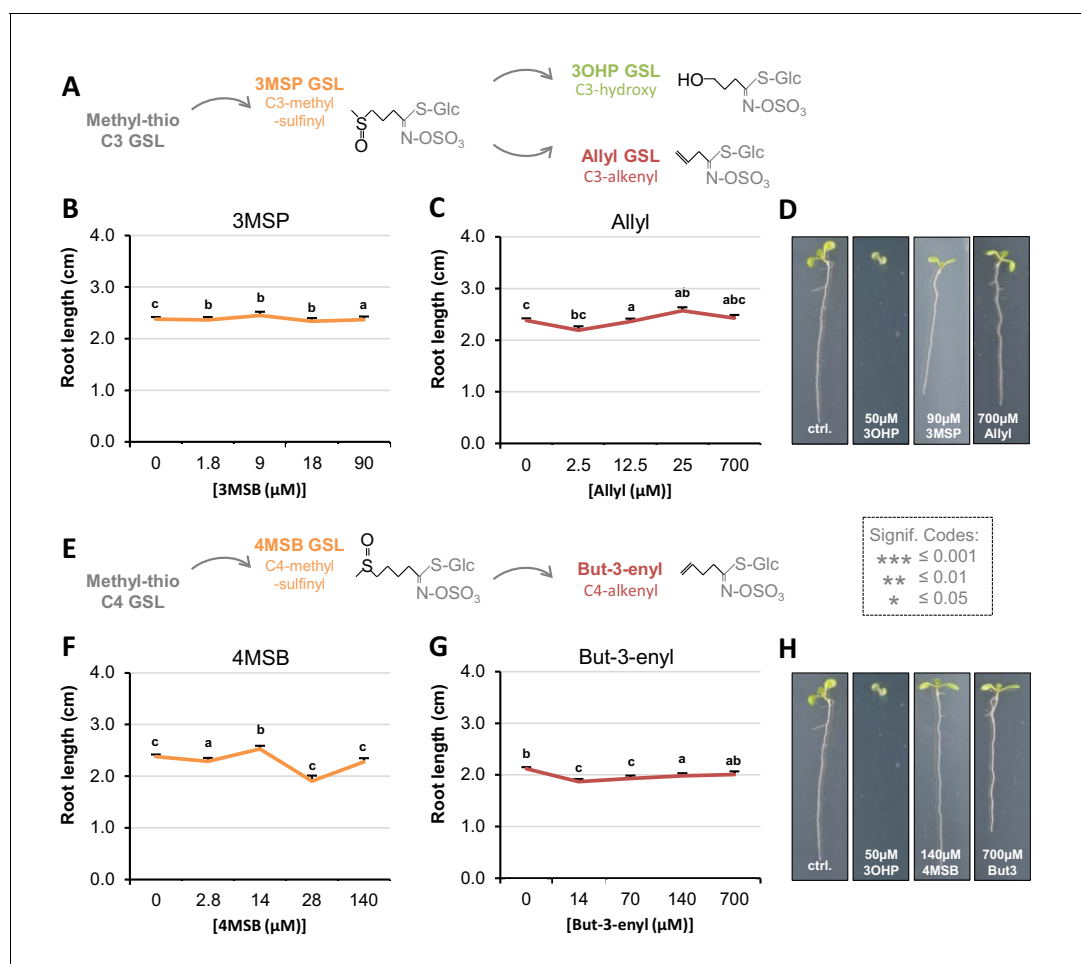 A
Methyl-thio
C3 GSL
3MSP GSL
C3-methyl
-sulfinyl
S
O
S-Glc
N-OSO3
3OHP GSL
C3-hydroxy
HO
S-Glc
N-OSO3
Allyl GSL
C3-alkenyl
S-Glc
N-OSO3
B
3MSP
Root length (cm)
4.0
3.0
2.0
1.0
0.0
c b b b a
0 1.8 9 18 90
[3MSB (µM)]
C
Allyl
Root length (cm)
4.0
3.0
2.0
1.0
0.0
c bc a ab abc
0 2.5 12.5 25 700
[Allyl (µM)]
D
ctrl.
50µM
3OHP
90µM
3MSP
700µM
Allyl
E
Methyl-thio
C4 GSL
4MSB GSL
C4-methyl
-sulfinyl
O
S
S-Glc
N-OSO3
But-3-enyl
C4-alkenyl
S-Glc
N-OSO3
Signif. Codes:
*** ≤ 0.001
** ≤ 0.01
* ≤ 0.05
F
4MSB
Root length (cm)
4.0
3.0
2.0
1.0
0.0
c a b c c
0 2.8 14 28 140
[4MSB (µM)]
G
But-3-enyl
Root length (cm)
4.0
3.0
2.0
1.0
0.0
b c c a ab
0 14 70 140 700
[But-3-enyl (µM)]
H
ctrl.
50µM
3OHP
140µM
4MSB
700µM
But3